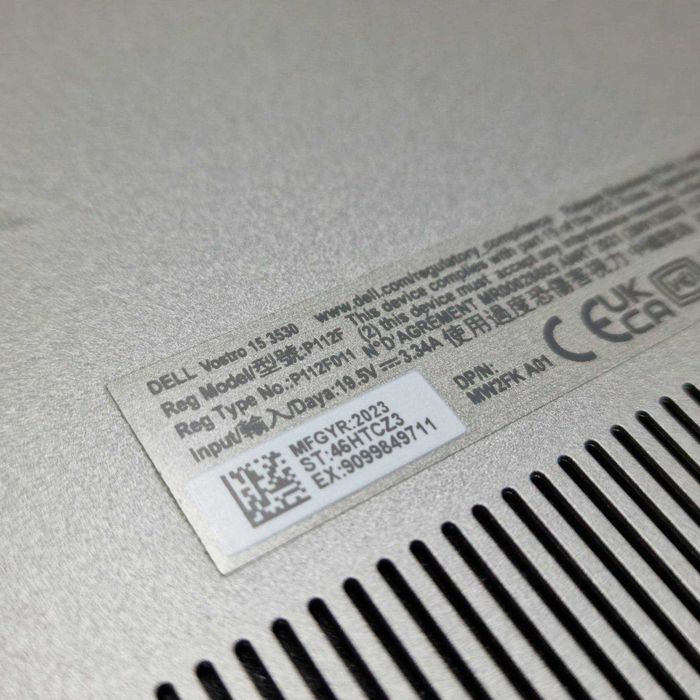 DELL Vostro 15 3530 www.dell.com/regulatory_compliance
Reg Model/型號:P112F This device complies with part 15 of the FCC
Reg Type No.:P112F011 (2) this device must accept any interference
Input/輸入/Daya:19.5V⎓3.34A N°D'AGREMENT
使用過度恐傷害視力
MFGYR:2023
ST:46HTCZ3
EX:9099849711
DPN:
MW2FK A01
CE UKCA